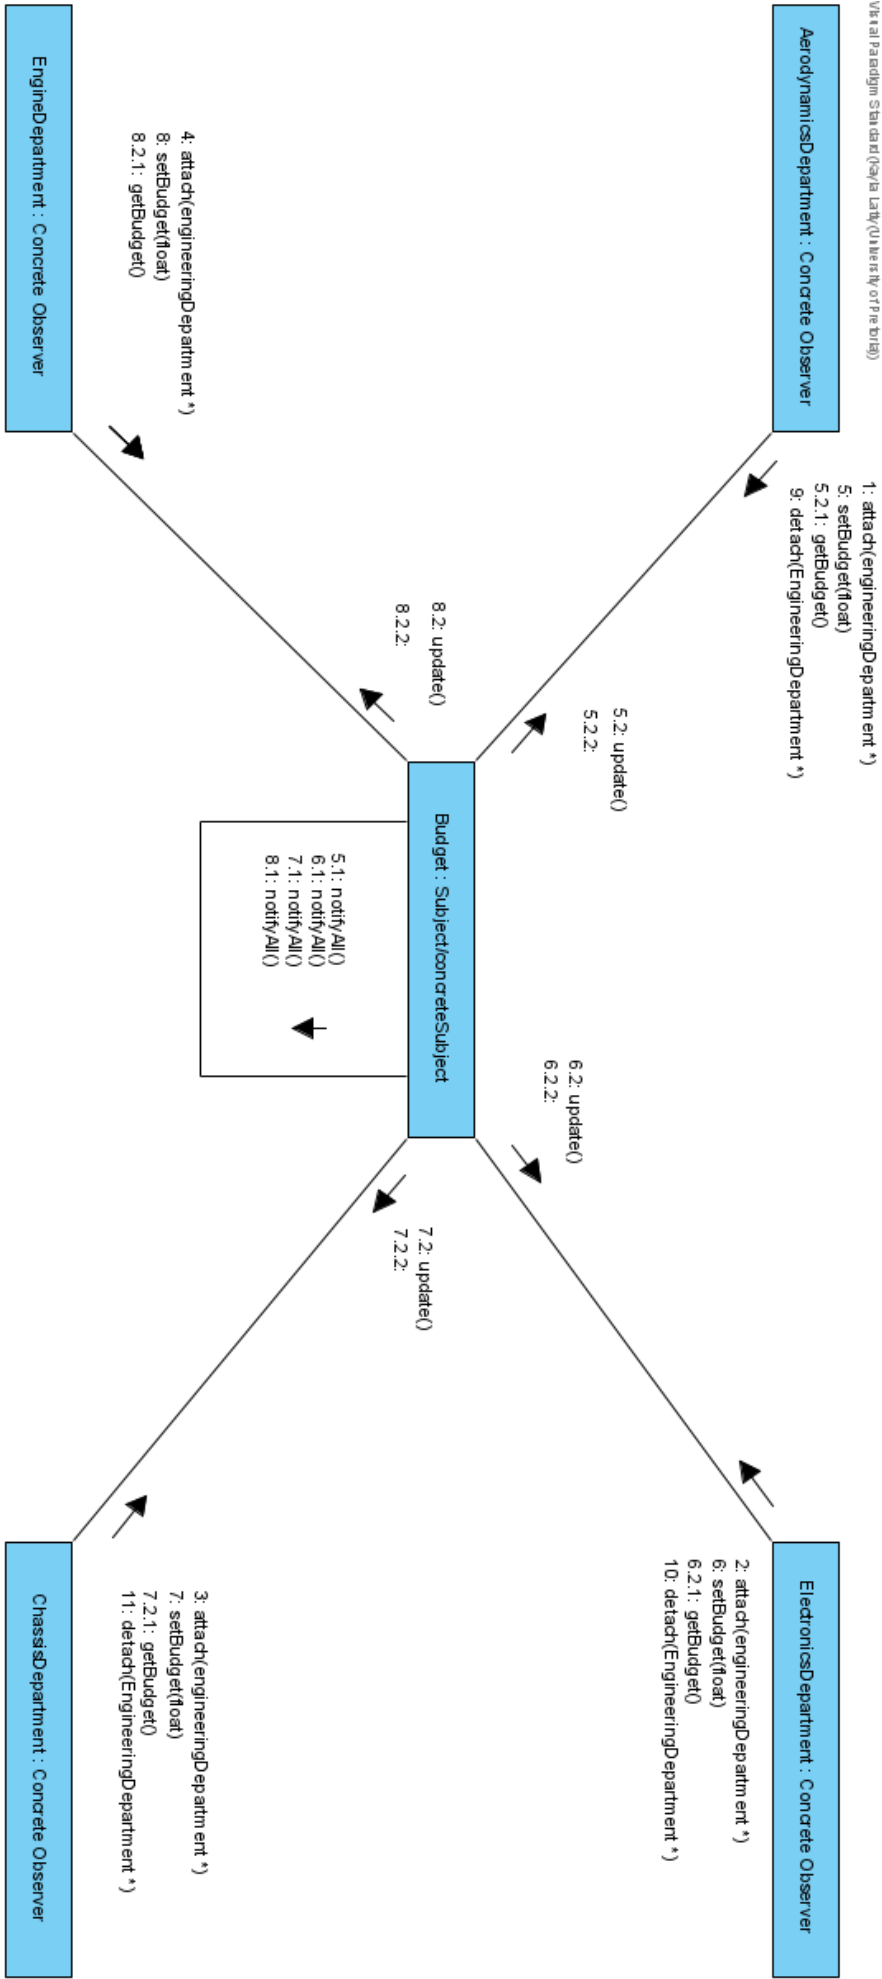 Visual Paradigm Standard(Kayla Latty(University of Pretoria))
AerodynamicsDepartment : Concrete Observer
ElectronicsDepartment : Concrete Observer
1: attach(engineeringDepartment *)
5: setBudget(float)
5.2.1: getBudget()
9: detach(EngineeringDepartment *)
2: attach(engineeringDepartment *)
6: setBudget(float)
6.2.1: getBudget()
10: detach(EngineeringDepartment *)
5.2: update()
5.2.2:
6.2: update()
6.2.2:
Budget : Subject/concreteSubject
8.2: update()
8.2.2:
7.2: update()
7.2.2:
5.1: notifyAll()
6.1: notifyAll()
7.1: notifyAll()
8.1: notifyAll()
4: attach(engineeringDepartment *)
8: setBudget(float)
8.2.1: getBudget()
3: attach(engineeringDepartment *)
7: setBudget(float)
7.2.1: getBudget()
11: detach(EngineeringDepartment *)
EngineDepartment : Concrete Observer
ChassisDepartment : Concrete Observer